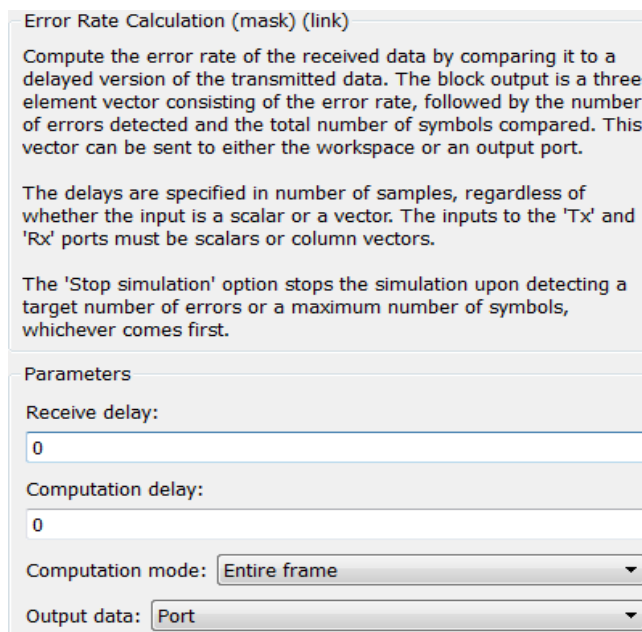 Error Rate Calculation (mask) (link)
Compute the error rate of the received data by comparing it to a
delayed version of the transmitted data. The block output is a three
element vector consisting of the error rate, followed by the number
of errors detected and the total number of symbols compared. This
vector can be sent to either the workspace or an output port.
The delays are specified in number of samples, regardless of
whether the input is a scalar or a vector. The inputs to the 'Tx' and
'Rx' ports must be scalars or column vectors.
The 'Stop simulation' option stops the simulation upon detecting a
target number of errors or a maximum number of symbols,
whichever comes first.
Parameters
Receive delay:
0
Computation delay:
0
Computation mode: Entire frame
Output data: Port